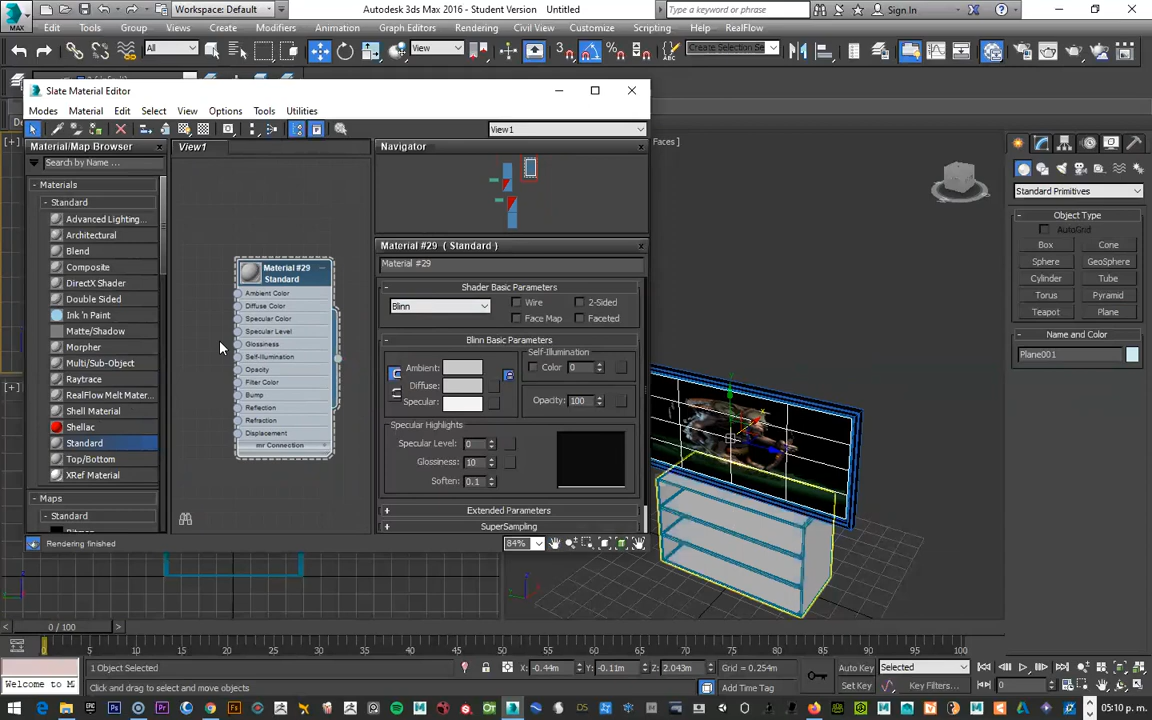 MAX
Workspace: Default
Autodesk 3ds Max 2016 - Student Version    Untitled
Type a keyword or phrase
Sign In
Edit Tools Group Views Create Modifiers Animation Graph Editors Rendering Civil View Customize Scripting Help RealFlow
All
View
Create Selection Se
Slate Material Editor
Modes Material Edit Select View Options Tools Utilities
View1
Material/Map Browser
View1
Navigator
Faces ]
Search by Name ...
Materials
Standard
Advanced Lighting...
Architectural
Blend
Composite
DirectX Shader
Double Sided
Ink 'n Paint
Matte/Shadow
Morpher
Multi/Sub-Object
Raytrace
RealFlow Melt Mater...
Shell Material
Shellac
Standard
Top/Bottom
XRef Material
Maps
Standard
Material #29
Standard
Ambient Color
Diffuse Color
Specular Color
Specular Level
Glossiness
Self-Illumination
Opacity
Filter Color
Bump
Reflection
Refraction
Displacement
mr Connection
Material #29 ( Standard )
Material #29
Shader Basic Parameters
Blinn
Wire
2-Sided
Face Map
Faceted
Blinn Basic Parameters
Self-Illumination
Ambient:
Color 0
Diffuse:
Specular:
Opacity: 100
Specular Highlights
Specular Level: 0
Glossiness: 10
Soften: 0.1
Extended Parameters
SuperSampling
Rendering finished
84%
Standard Primitives
Object Type
AutoGrid
Box Cone
Sphere GeoSphere
Cylinder Tube
Torus Pyramid
Teapot Plane
Name and Color
Plane001
0 / 100
0 5 10 15 20 25 30 35 40 45 50 55 60 65 70 75 80 85 90 95 100
1 Object Selected
X: -0.44m Y: -0.11m Z: 2.043m Grid = 0.254m
Auto Key Selected
Welcome to M
Click and drag to select and move objects
Add Time Tag
Set Key Key Filters...
0
05:10 p. m.